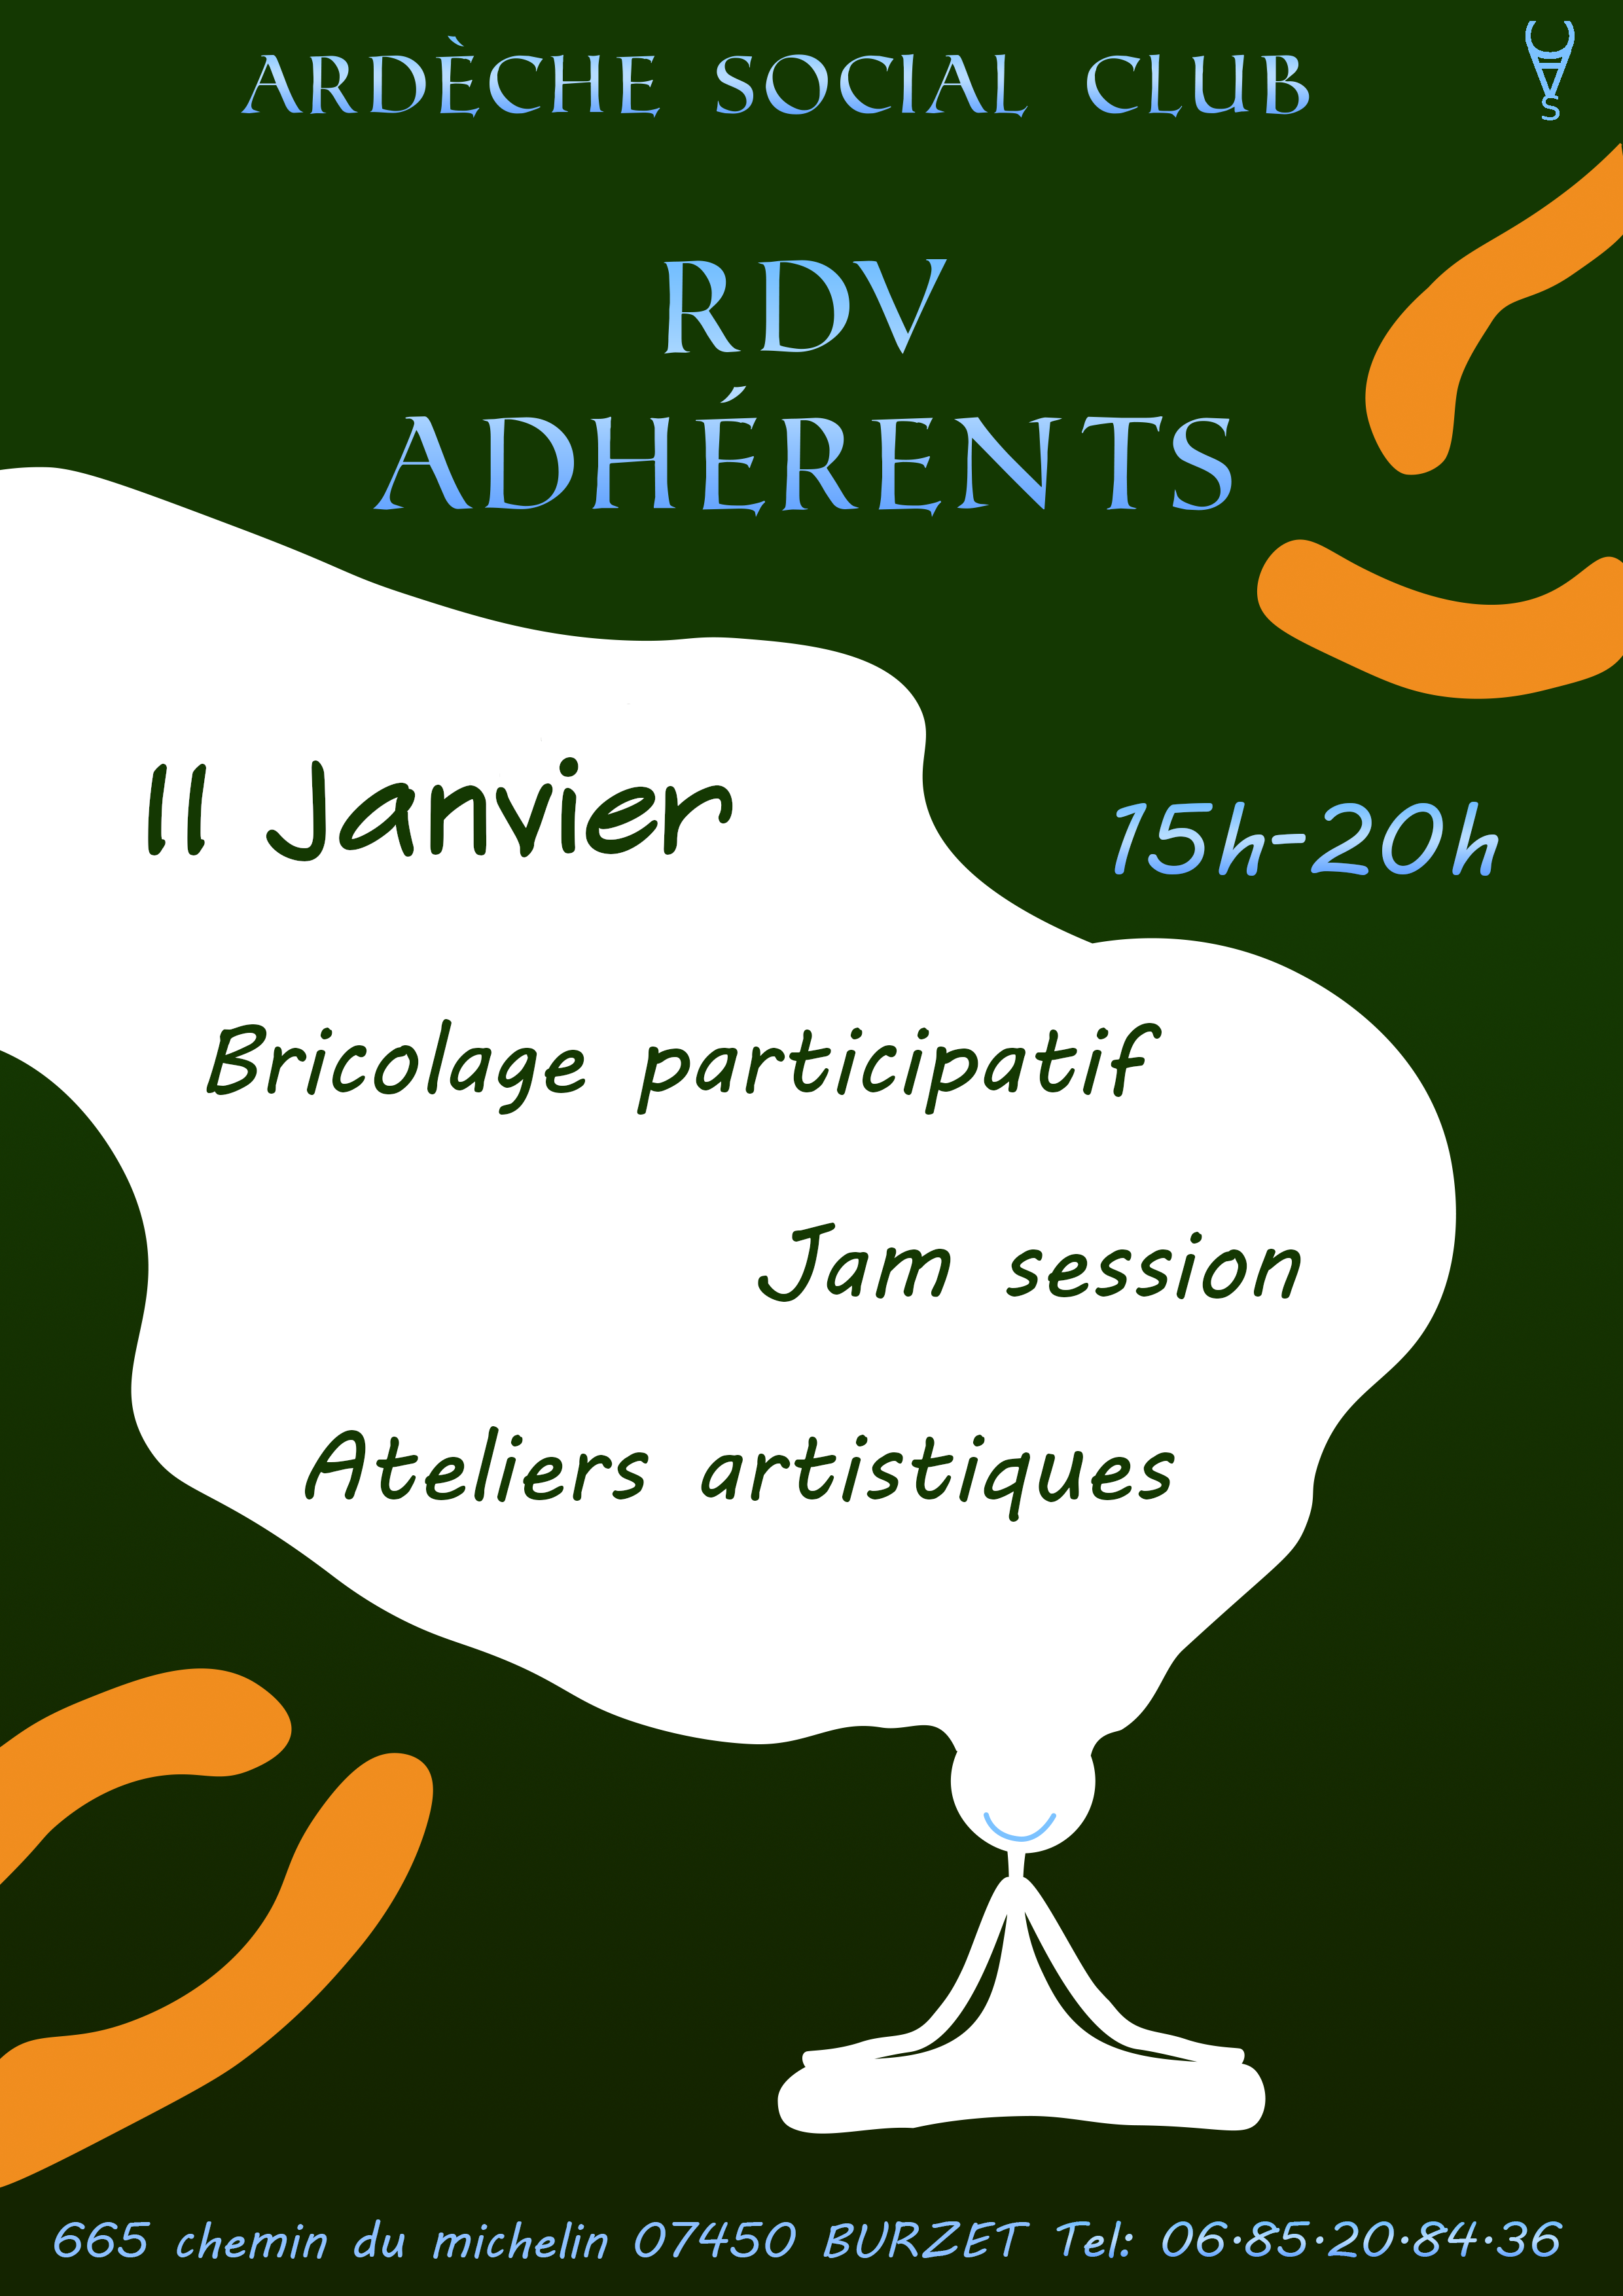 ARDÈCHE SOCIAL CLUB
RDV
ADHÉRENTS
11 Janvier
15h-20h
Bricolage participatif
Jam session
Ateliers artistiques
665 chemin du michelin 07450 BURZET Tel: 06·85·20·84·36